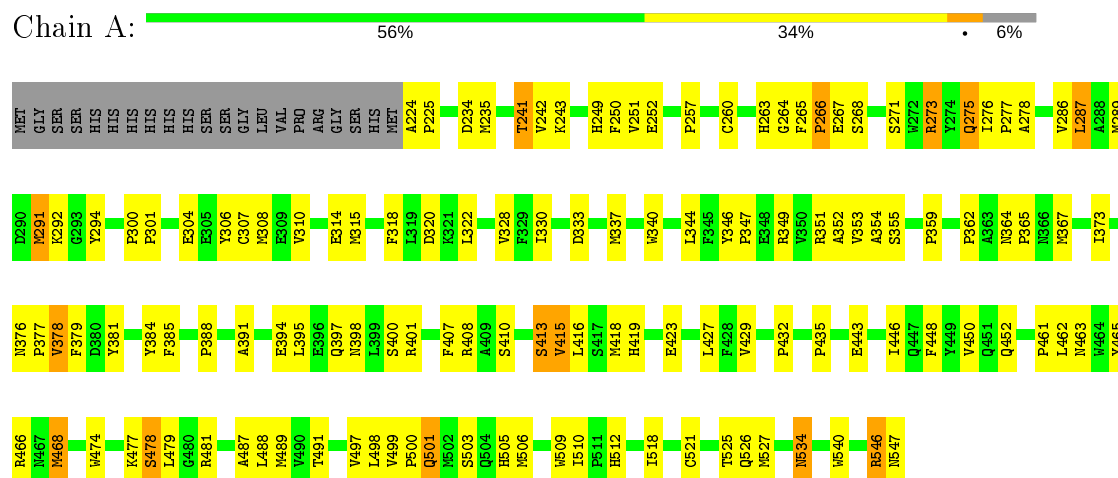 Chain A:
56% 34% • 6%
MET GLY SER SER HIS HIS HIS HIS HIS HIS SER SER GLY LEU VAL PRO ARG GLY SER HIS MET A224 P225 D234 M235 T241 V242 K243 H249 F250 V251 E252 P257 C260 H263 G264 F265 P266 E267 S268 S271 W272 R273 Y274 Q275 I276 P277 A278 V286 L287 A288 M289
D290 M291 K292 G293 Y294 P300 P301 E304 E305 Y306 C307 M308 E309 V310 E314 M315 F318 L319 D320 K321 L322 V328 F329 I330 D333 M337 W340 L344 F345 Y346 P347 E348 R349 V350 R351 A352 V353 A354 S355 P359 P362 A363 N364 P365 N366 M367 I373
N376 P377 V378 F379 D380 Y381 Y384 F385 P388 A391 E394 L395 E396 Q397 N398 L399 S400 R401 F407 R408 A409 S410 S413 V415 L416 S417 M418 H419 E423 L427 F428 V429 P432 P435 E443 I446 Q447 F448 Y449 V450 Q451 Q452 P461 L462 N463 W464 Y465
R466 N467 M468 W474 K477 S478 L479 G480 R481 A487 L488 M489 V490 T491 V497 L498 V499 P500 Q501 M502 S503 Q504 H505 M506 W509 I510 P511 H512 I518 C521 T525 Q526 M527 N534 W540 R546 N547